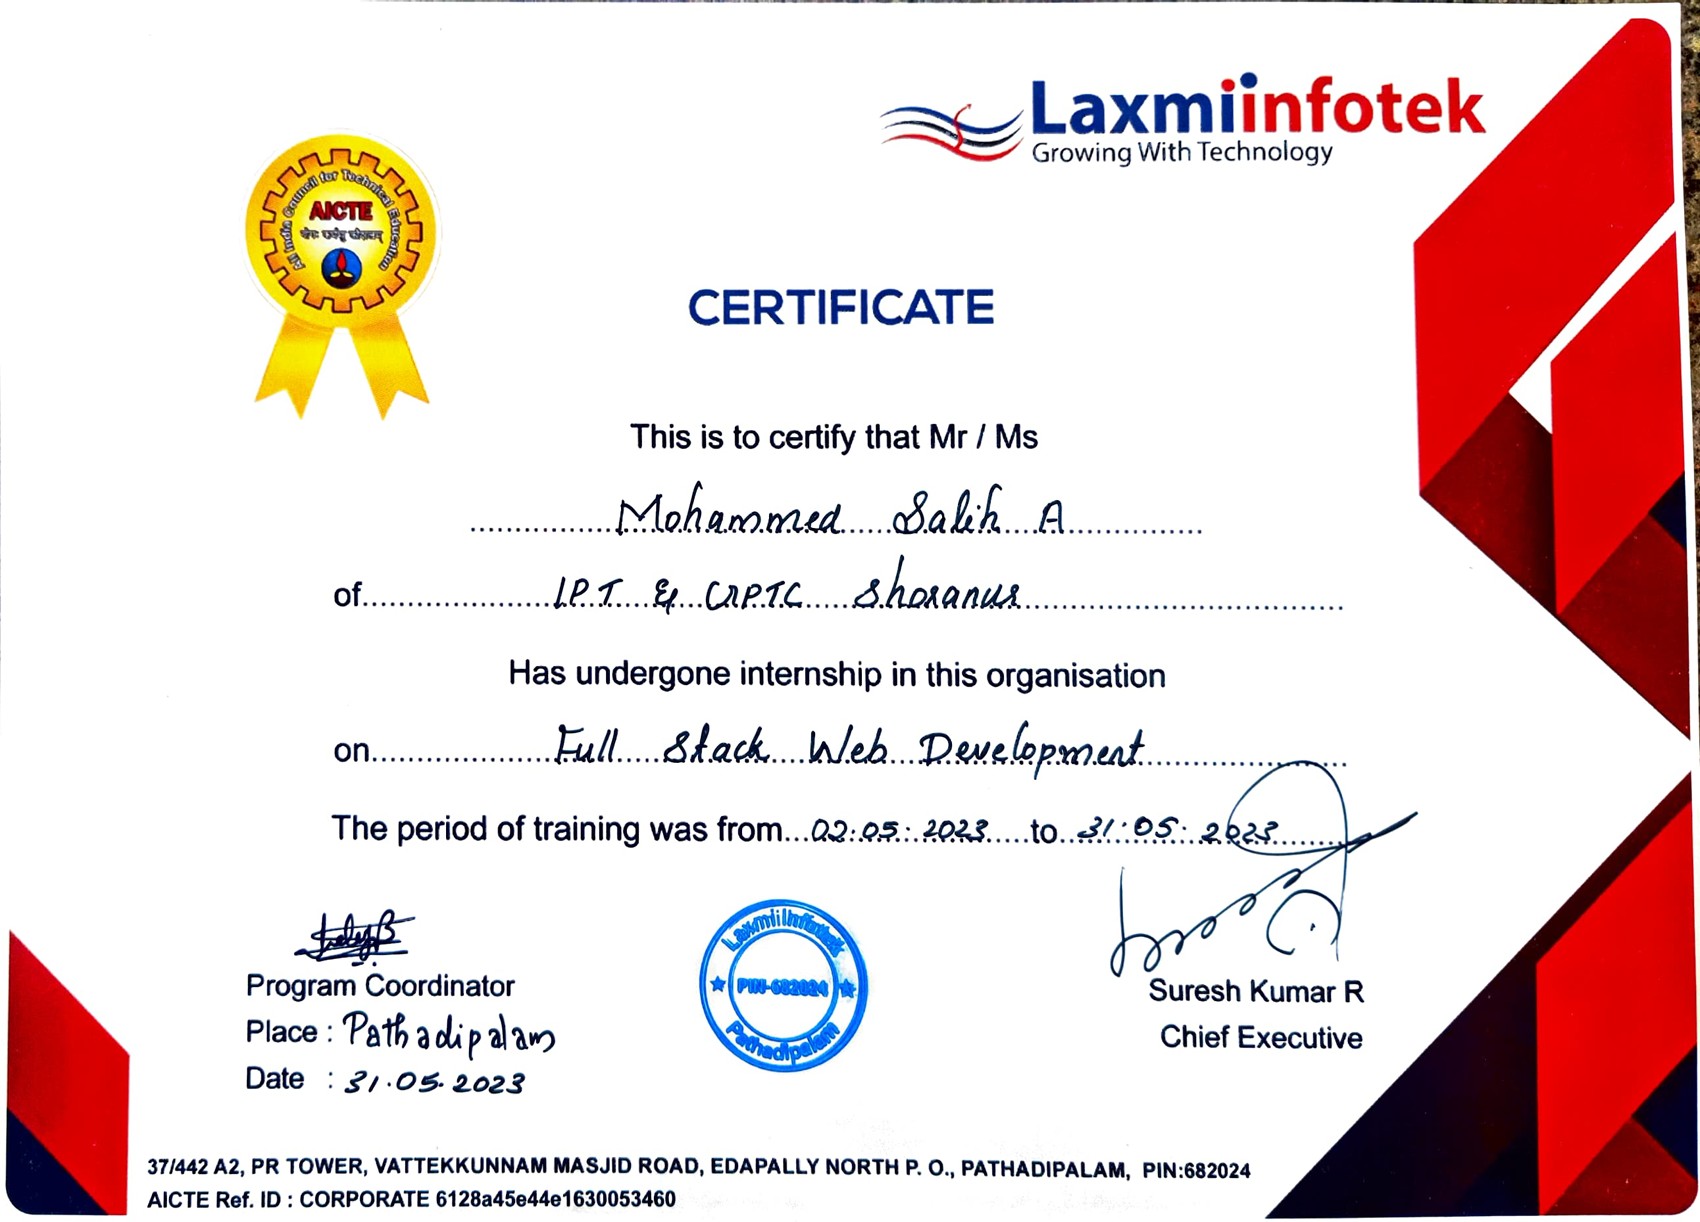 Laxmiinfotek
Growing With Technology
All India Council for Technical Education
AICTE
CERTIFICATE
This is to certify that Mr / Ms
Mohammed Salih A
of I.P.T & GPTC Shoranur
Has undergone internship in this organisation
on Full Stack Web Development
The period of training was from 02.05.2023 to 31.05.2023
Laxmi Infotek
PIN-682024
Pathadipalam
Program Coordinator
Place : Pathadipalam
Date : 31.05.2023
Suresh Kumar R
Chief Executive
37/442 A2, PR TOWER, VATTEKKUNNAM MASJID ROAD, EDAPALLY NORTH P. O., PATHADIPALAM, PIN:682024
AICTE Ref. ID : CORPORATE 6128a45e44e1630053460